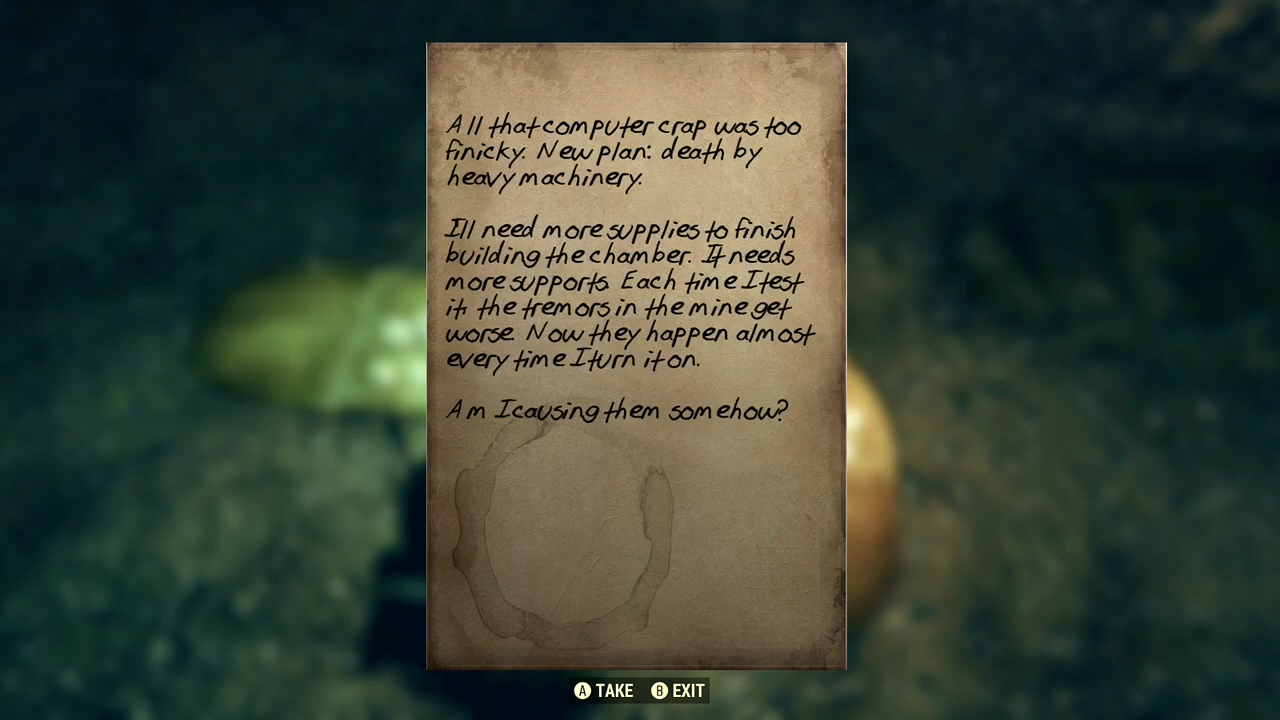 All that computer crap was too
finicky. New plan: death by
heavy machinery.
I'll need more supplies to finish
building the chamber. It needs
more supports. Each time I test
it, the tremors in the mine get
worse. Now they happen almost
every time I turn it on.
Am I causing them somehow?
A TAKE B EXIT